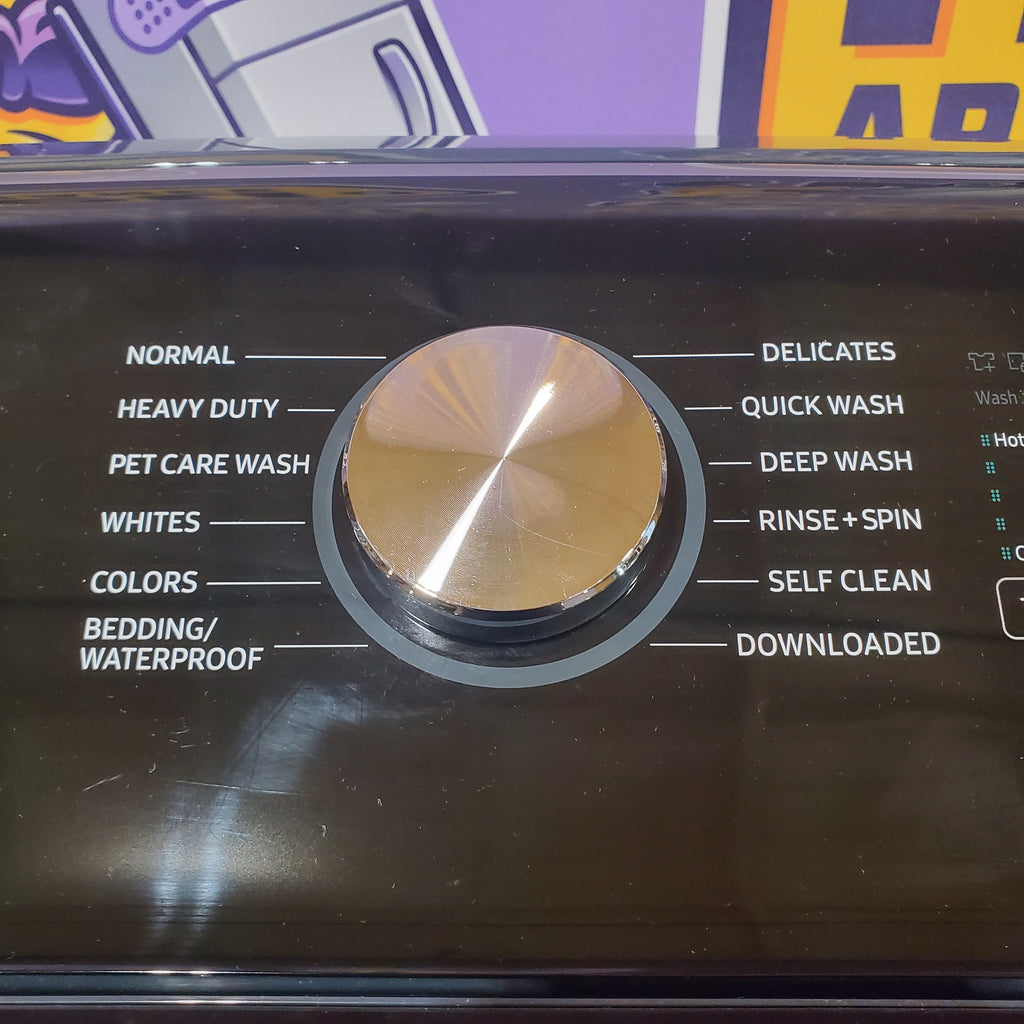 NORMAL
HEAVY DUTY
PET CARE WASH
WHITES
COLORS
BEDDING/
WATERPROOF
DELICATES
QUICK WASH
DEEP WASH
RINSE + SPIN
SELF CLEAN
DOWNLOADED
Wash
Hot